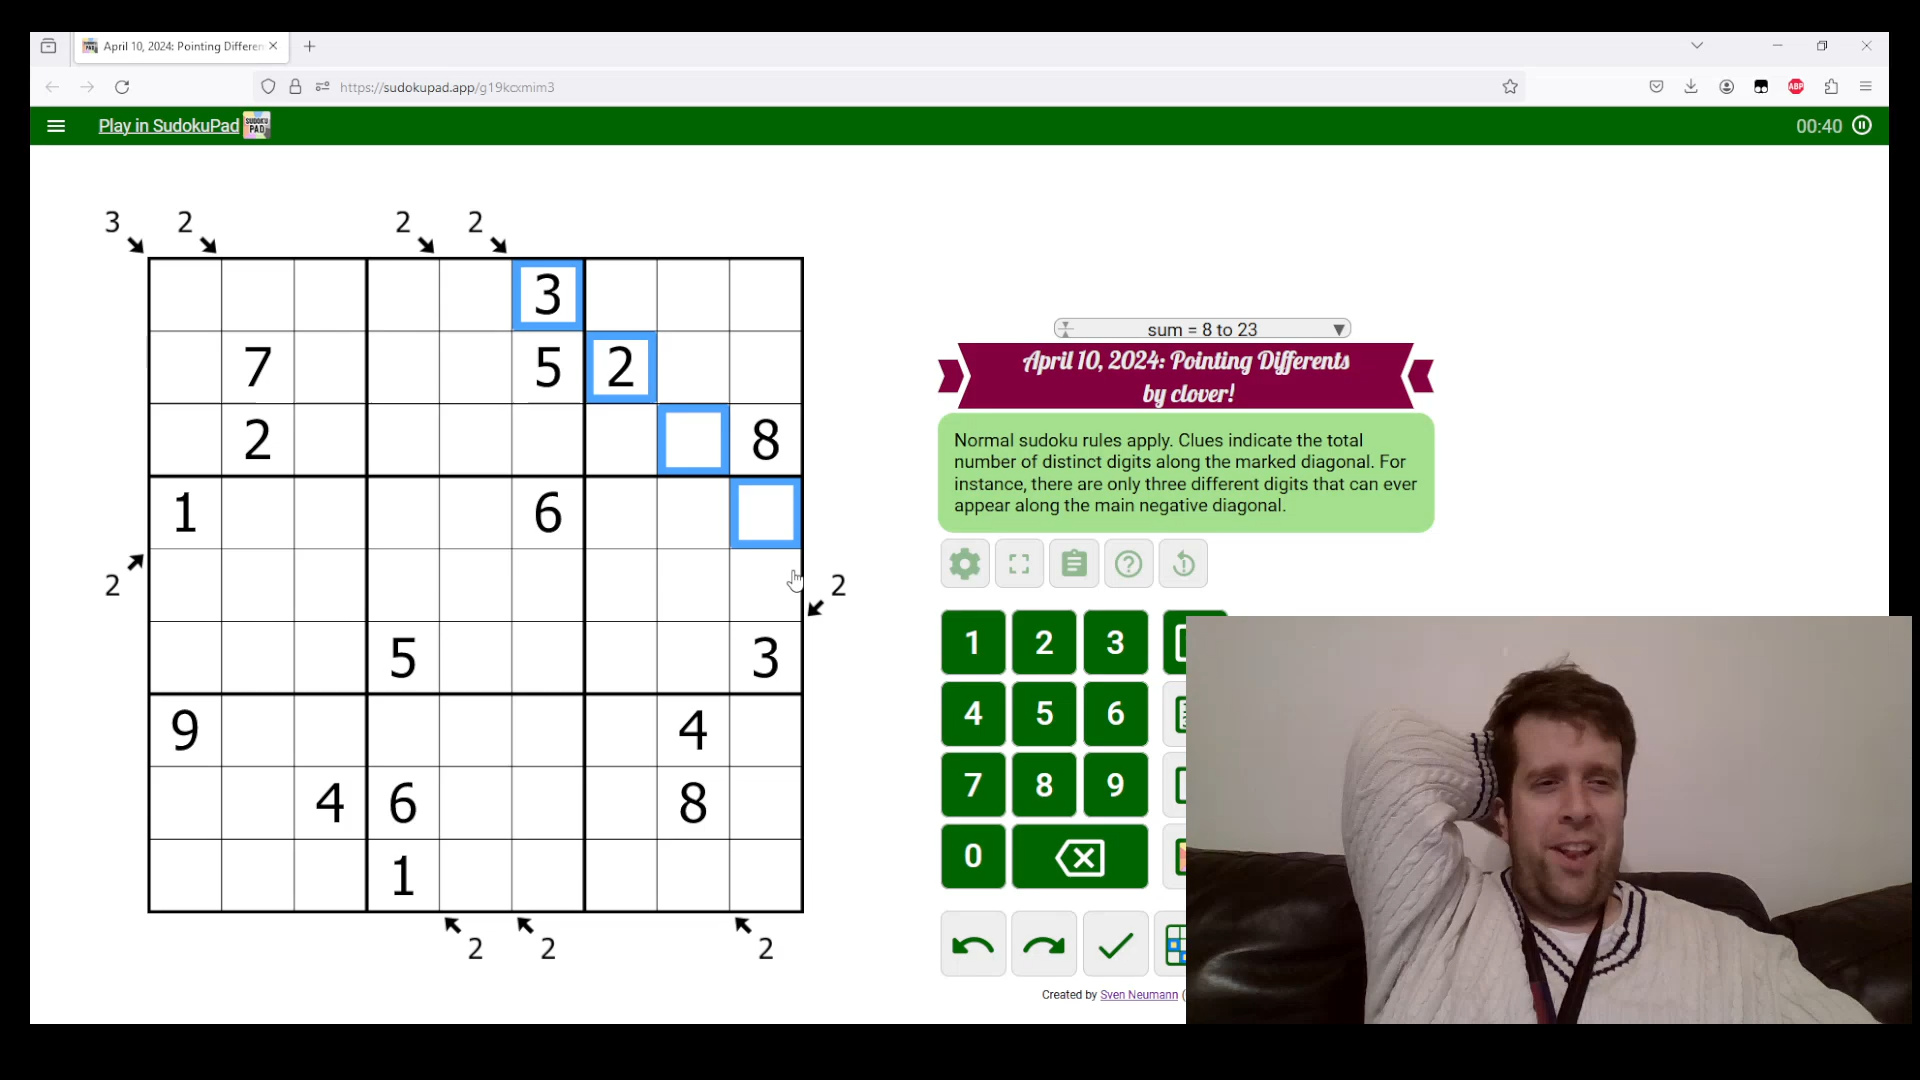 April 10, 2024: Pointing Differen
https://sudokupad.app/g19kcxmim3
ABP
Play in SudokuPad SUDOKU PAD
00:40
3 2 2 2
3
7 5 2
2 8
1 6
2 2
5 3
9 4
4 6 8
1
2 2 2
sum = 8 to 23
April 10, 2024: Pointing Differents
by clover!
Normal sudoku rules apply. Clues indicate the total
number of distinct digits along the marked diagonal. For
instance, there are only three different digits that can ever
appear along the main negative diagonal.
1 2 3
4 5 6
7 8 9
0
Created by Sven Neumann (